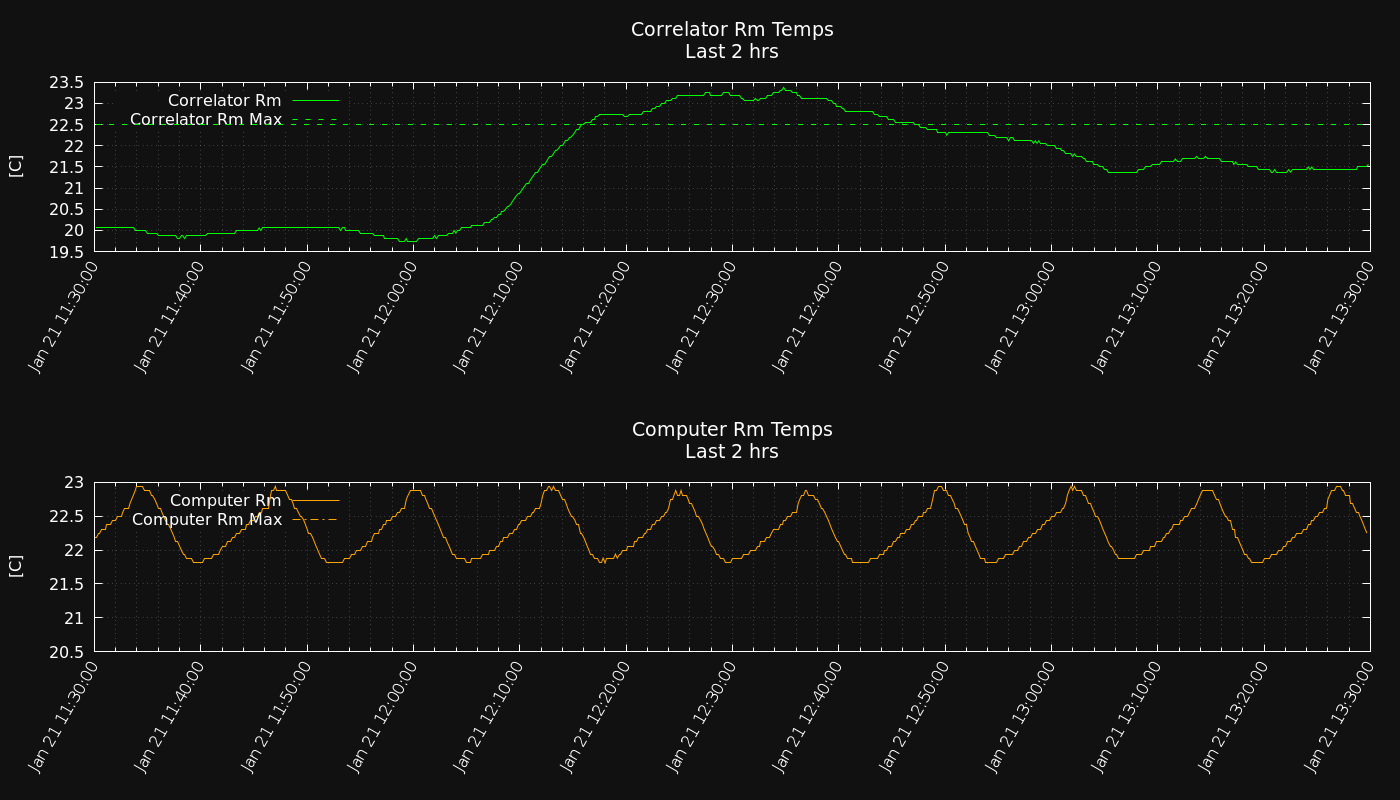 Correlator Rm Temps
Last 2 hrs
23.5
23
22.5
22
21.5
21
20.5
20
19.5
[C]
Correlator Rm
Correlator Rm Max
Jan 21 11:30:00
Jan 21 11:40:00
Jan 21 11:50:00
Jan 21 12:00:00
Jan 21 12:10:00
Jan 21 12:20:00
Jan 21 12:30:00
Jan 21 12:40:00
Jan 21 12:50:00
Jan 21 13:00:00
Jan 21 13:10:00
Jan 21 13:20:00
Jan 21 13:30:00
Computer Rm Temps
Last 2 hrs
23
22.5
22
21.5
21
20.5
[C]
Computer Rm
Computer Rm Max
Jan 21 11:30:00
Jan 21 11:40:00
Jan 21 11:50:00
Jan 21 12:00:00
Jan 21 12:10:00
Jan 21 12:20:00
Jan 21 12:30:00
Jan 21 12:40:00
Jan 21 12:50:00
Jan 21 13:00:00
Jan 21 13:10:00
Jan 21 13:20:00
Jan 21 13:30:00